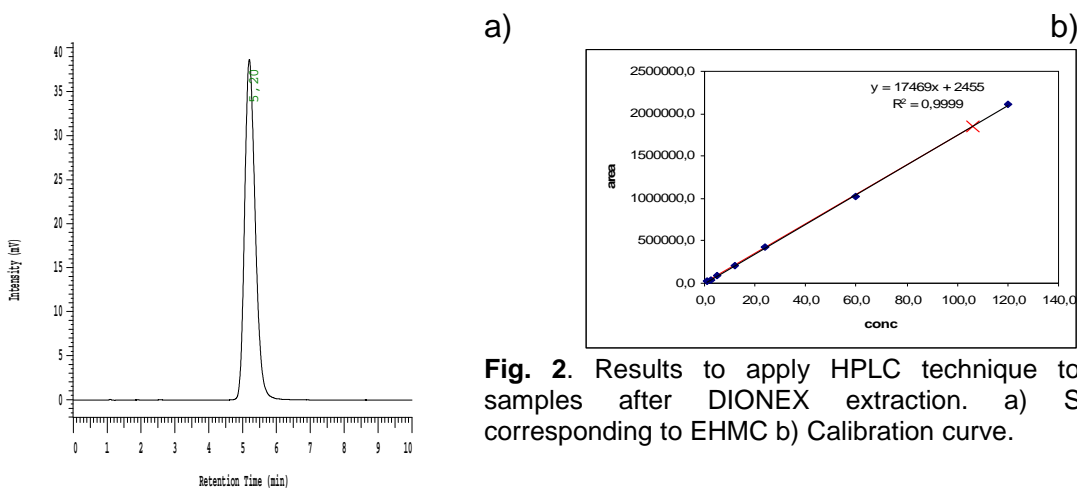 a) b)
40
35
30
25
20
15
10
5
0
Intensity (mV)
5,20
0 1 2 3 4 5 6 7 8 9 10
Retention Time (min)
2500000,0
2000000,0
1500000,0
1000000,0
500000,0
0,0
area
y = 17469x + 2455
R² = 0,9999
0,0 20,0 40,0 60,0 80,0 100,0 120,0 140,0
conc
Fig. 2. Results to apply HPLC technique to
samples after DIONEX extraction. a) S
corresponding to EHMC b) Calibration curve.